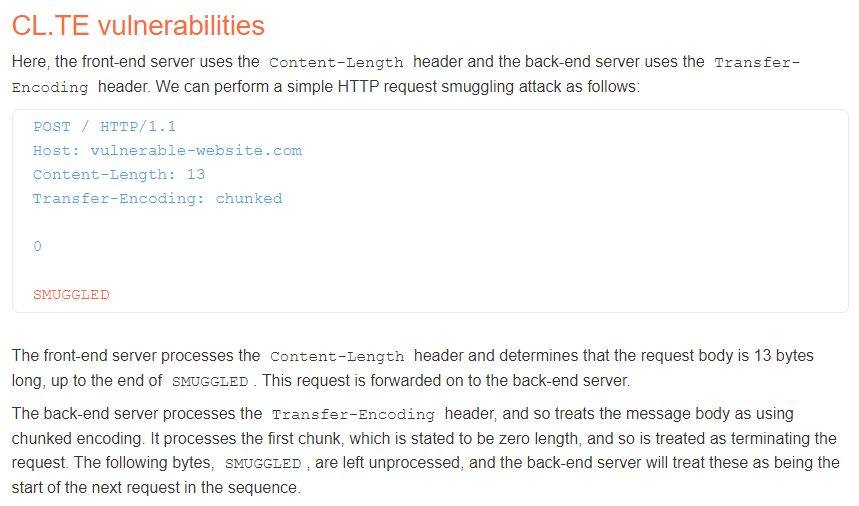 CL.TE vulnerabilities
Here, the front-end server uses the Content-Length header and the back-end server uses the Transfer-
Encoding header. We can perform a simple HTTP request smuggling attack as follows:
POST / HTTP/1.1
Host: vulnerable-website.com
Content-Length: 13
Transfer-Encoding: chunked
0
SMUGGLED
The front-end server processes the Content-Length header and determines that the request body is 13 bytes
long, up to the end of SMUGGLED . This request is forwarded on to the back-end server.
The back-end server processes the Transfer-Encoding header, and so treats the message body as using
chunked encoding. It processes the first chunk, which is stated to be zero length, and so is treated as terminating the
request. The following bytes, SMUGGLED , are left unprocessed, and the back-end server will treat these as being the
start of the next request in the sequence.